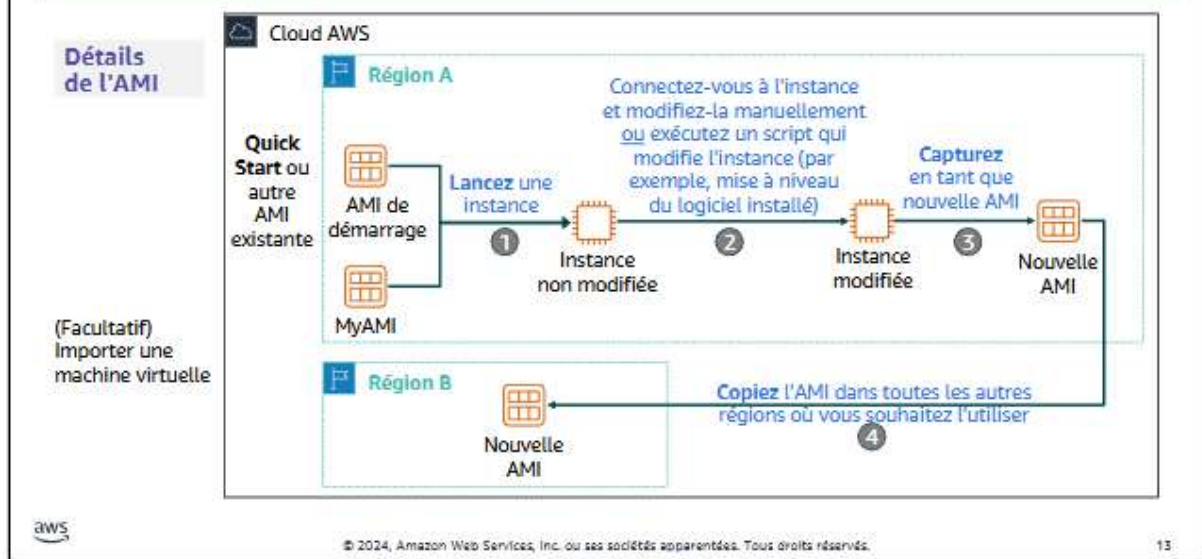 Détails
de l'AMI
Cloud AWS
Région A
Quick
Start ou
autre
AMI
existante
AMI de
démarrage
MyAMI
Lancez une
instance
1
Instance
non modifiée
Connectez-vous à l'instance
et modifiez-la manuellement
ou exécutez un script qui
modifie l'instance (par
exemple, mise à niveau
du logiciel installé)
2
Instance
modifiée
Capturez
en tant que
nouvelle AMI
3
Nouvelle
AMI
(Facultatif)
Importer une
machine virtuelle
Région B
Nouvelle
AMI
Copiez l'AMI dans toutes les autres
régions où vous souhaitez l'utiliser
4
aws
© 2024, Amazon Web Services, Inc. ou ses sociétés apparentées. Tous droits réservés.
13